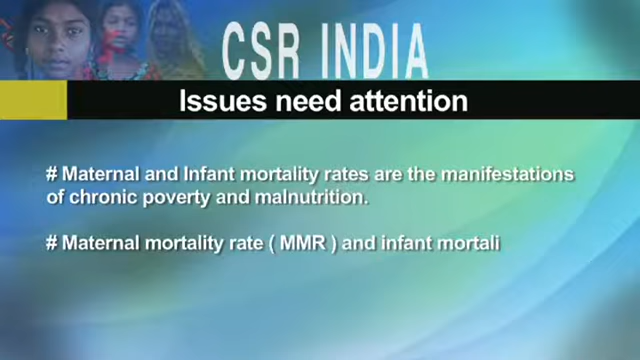 CSR INDIA
Issues need attention
# Maternal and Infant mortality rates are the manifestations
of chronic poverty and malnutrition.
# Maternal mortality rate ( MMR ) and infant mortali